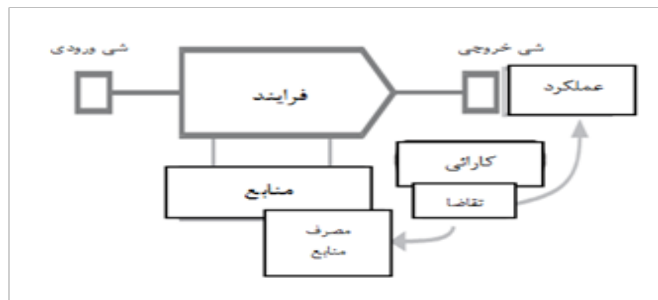 شی ورودی
شی خروجی
فرایند
عملکرد
کارائی
منابع
تقاضا
مصرف
منابع